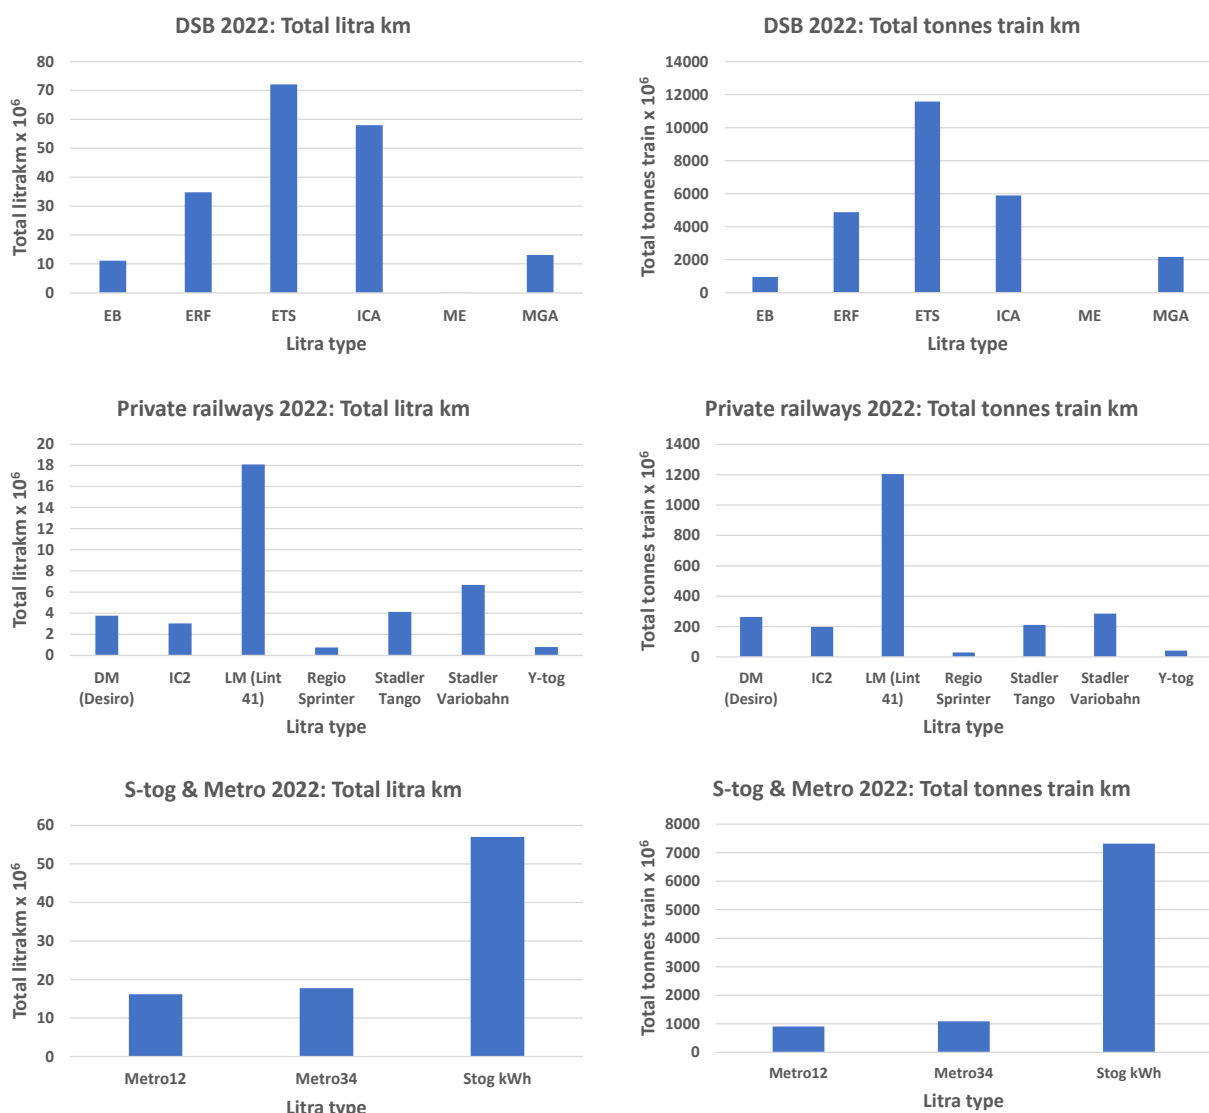 DSB 2022: Total litra km
Total litrakm x 10⁶
80
70
60
50
40
30
20
10
0
EB ERF ETS ICA ME MGA
Litra type
DSB 2022: Total tonnes train km
Total tonnes train x 10⁶
14000
12000
10000
8000
6000
4000
2000
0
EB ERF ETS ICA ME MGA
Litra type
Private railways 2022: Total litra km
Total litrakm x 10⁶
20
18
16
14
12
10
8
6
4
2
0
DM IC2 LM (Lint Regio Stadler Stadler Y-tog
(Desiro) 41) Sprinter Tango Variobahn
Litra type
Private railways 2022: Total tonnes train km
Total tonnes train x 10⁶
1400
1200
1000
800
600
400
200
0
DM IC2 LM (Lint Regio Stadler Stadler Y-tog
(Desiro) 41) Sprinter Tango Variobahn
Litra type
S-tog & Metro 2022: Total litra km
Total litrakm x 10⁶
60
50
40
30
20
10
0
Metro12 Metro34 Stog kWh
Litra type
S-tog & Metro 2022: Total tonnes train km
Total tonnes train x 10⁶
8000
7000
6000
5000
4000
3000
2000
1000
0
Metro12 Metro34 Stog kWh
Litra type